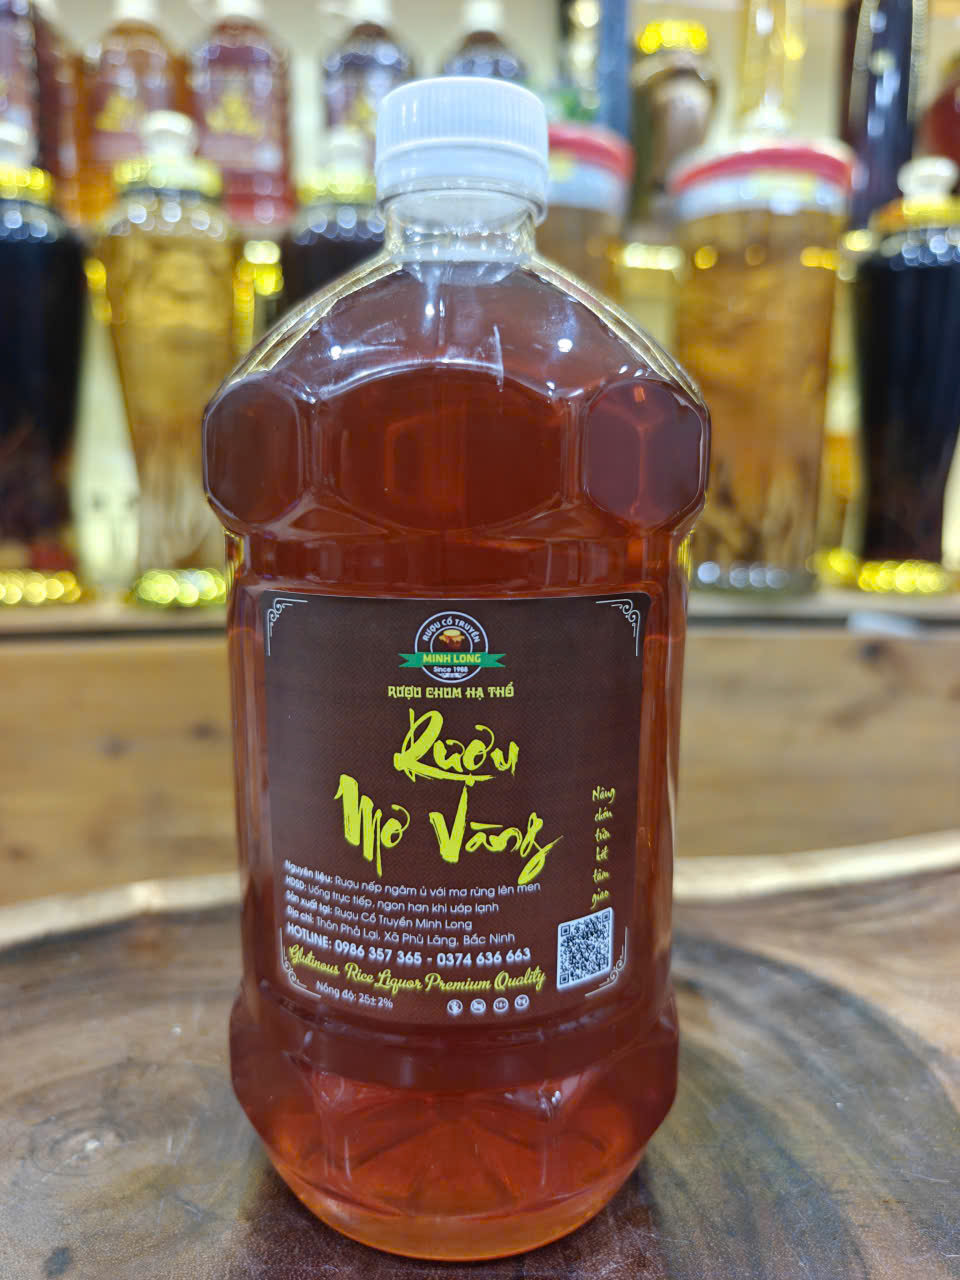 RƯỢU CỔ TRUYỀN
MINH LONG
Since 1988
RƯỢU CHUM HẠ THỔ
Rượu
Mơ Vàng
Nâng
chén
tửu
kết
tâm
giao
Nguyên liệu: Rượu nếp ngâm ủ với mơ rừng lên men
HDSD: Uống trực tiếp, ngon hơn khi ướp lạnh
Sản xuất tại: Rượu Cổ Truyền Minh Long
Địa chỉ: Thôn Phả Lại, Xã Phù Lãng, Bắc Ninh
HOTLINE: 0986 357 365 - 0374 636 663
Glutinous Rice Liquor Premium Quality
Nồng độ: 25±2%